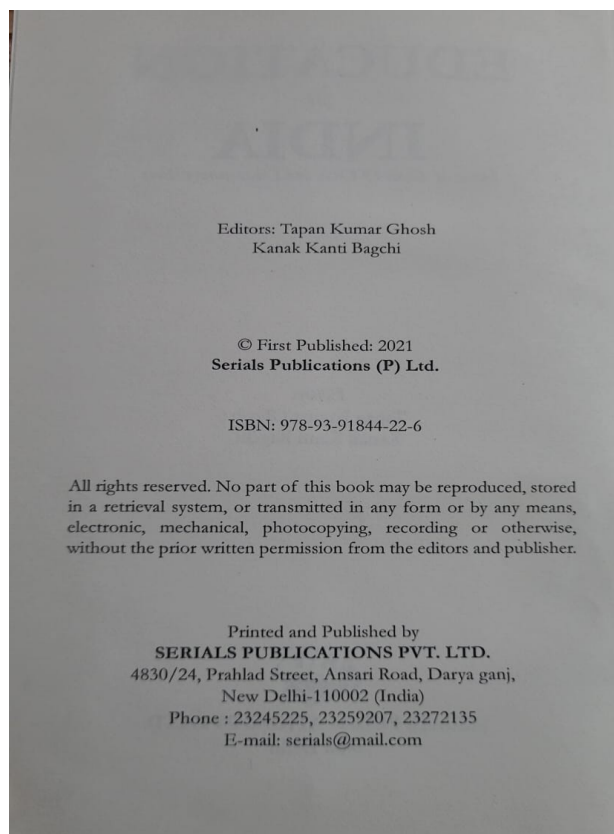 Editors: Tapan Kumar Ghosh
Kanak Kanti Bagchi
© First Published: 2021
Serials Publications (P) Ltd.
ISBN: 978-93-91844-22-6
All rights reserved. No part of this book may be reproduced, stored
in a retrieval system, or transmitted in any form or by any means,
electronic, mechanical, photocopying, recording or otherwise,
without the prior written permission from the editors and publisher.
Printed and Published by
SERIALS PUBLICATIONS PVT. LTD.
4830/24, Prahlad Street, Ansari Road, Darya ganj,
New Delhi-110002 (India)
Phone : 23245225, 23259207, 23272135
E-mail: serials@mail.com